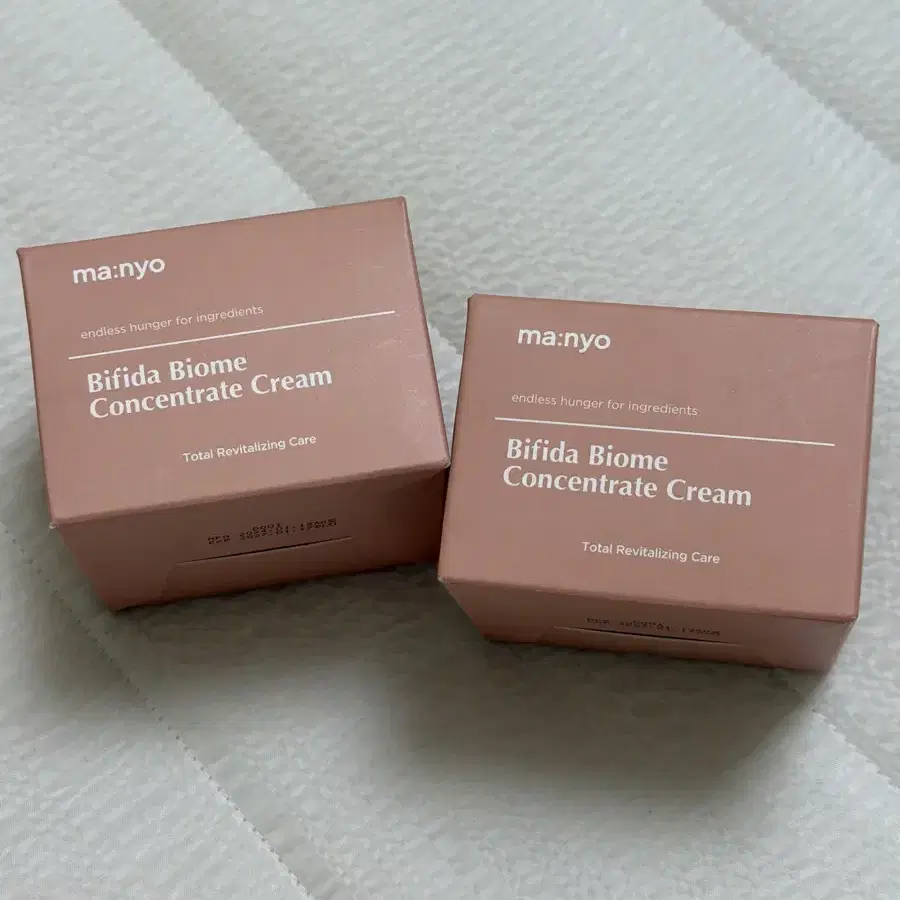 ma:nyo
endless hunger for ingredients
Bifida Biome
Concentrate Cream
Total Revitalizing Care
ma:nyo
endless hunger for ingredients
Bifida Biome
Concentrate Cream
Total Revitalizing Care